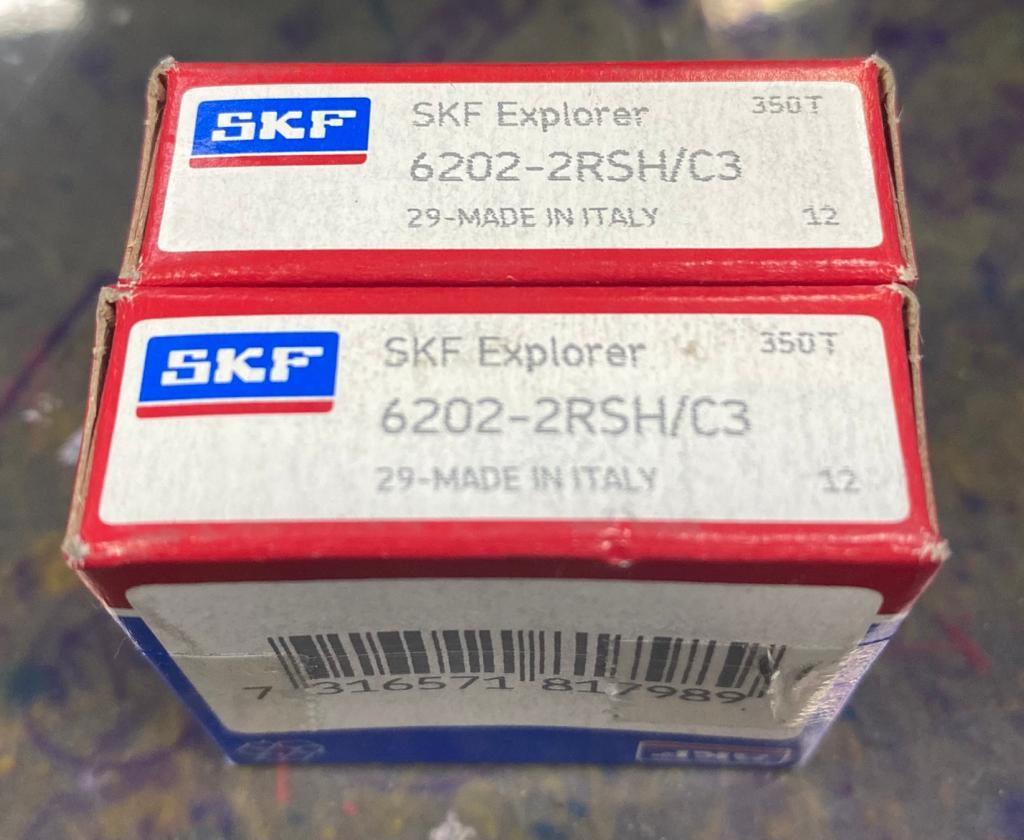 SKF
SKF Explorer
350T
6202-2RSH/C3
29-MADE IN ITALY
12
SKF
SKF Explorer
350T
6202-2RSH/C3
29-MADE IN ITALY
12
7 316571 817989
SKF